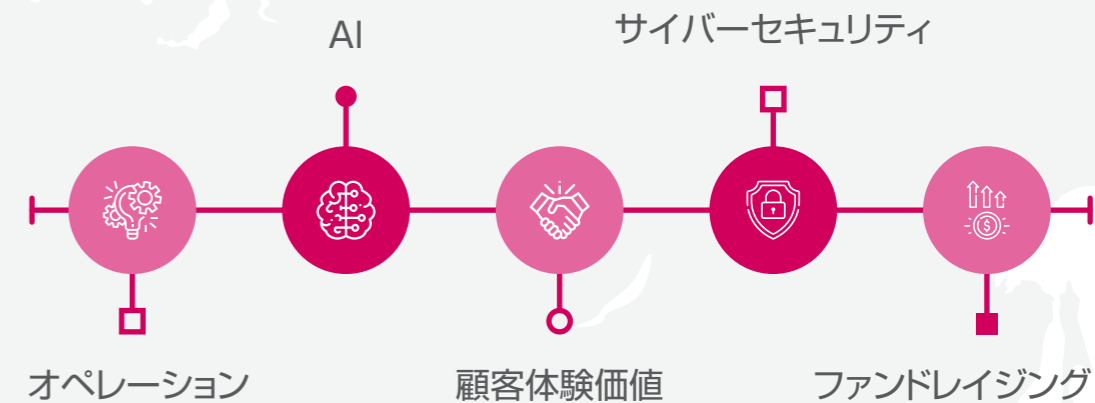 AI
サイバーセキュリティ
オペレーション
顧客体験価値
ファンドレイジング